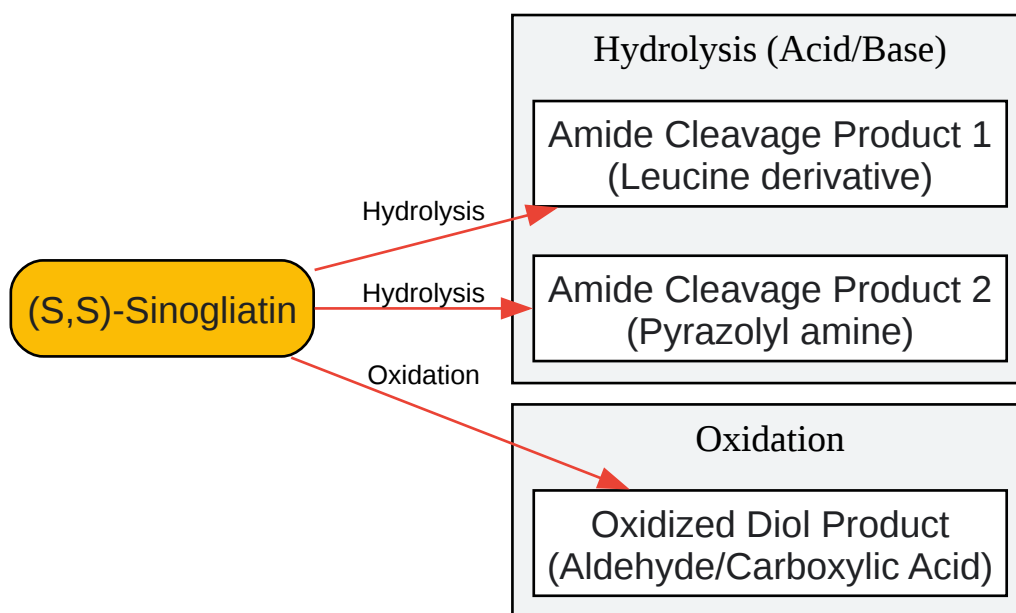 Hydrolysis (Acid/Base)
Amide Cleavage Product 1
(Leucine derivative)
Hydrolysis
(S,S)-Sinogliatin
Hydrolysis
Amide Cleavage Product 2
(Pyrazolyl amine)
Oxidation
Oxidation
Oxidized Diol Product
(Aldehyde/Carboxylic Acid)